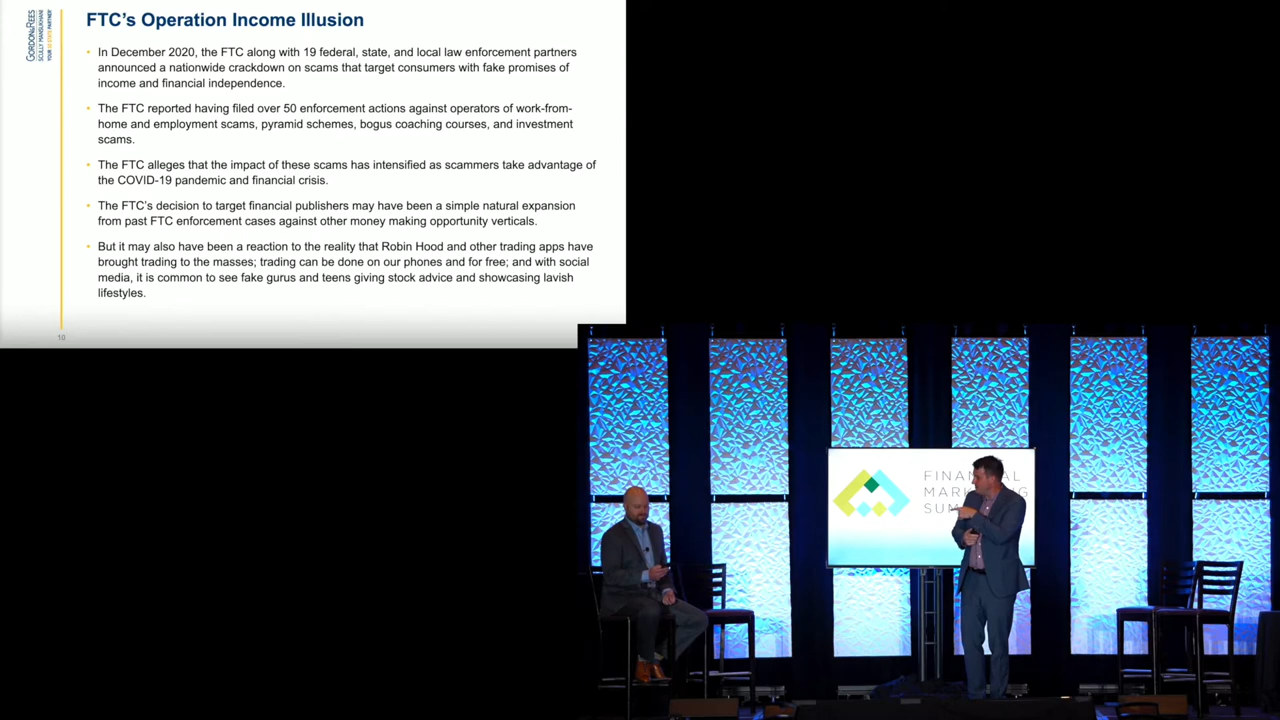 GORDON&REES
SCULLY MANSUKHANI
YOUR 50 STATE PARTNER
FTC's Operation Income Illusion
• In December 2020, the FTC along with 19 federal, state, and local law enforcement partners
announced a nationwide crackdown on scams that target consumers with fake promises of
income and financial independence.
• The FTC reported having filed over 50 enforcement actions against operators of work-from-
home and employment scams, pyramid schemes, bogus coaching courses, and investment
scams.
• The FTC alleges that the impact of these scams has intensified as scammers take advantage of
the COVID-19 pandemic and financial crisis.
• The FTC's decision to target financial publishers may have been a simple natural expansion
from past FTC enforcement cases against other money making opportunity verticals.
• But it may also have been a reaction to the reality that Robin Hood and other trading apps have
brought trading to the masses; trading can be done on our phones and for free; and with social
media, it is common to see fake gurus and teens giving stock advice and showcasing lavish
lifestyles.
10